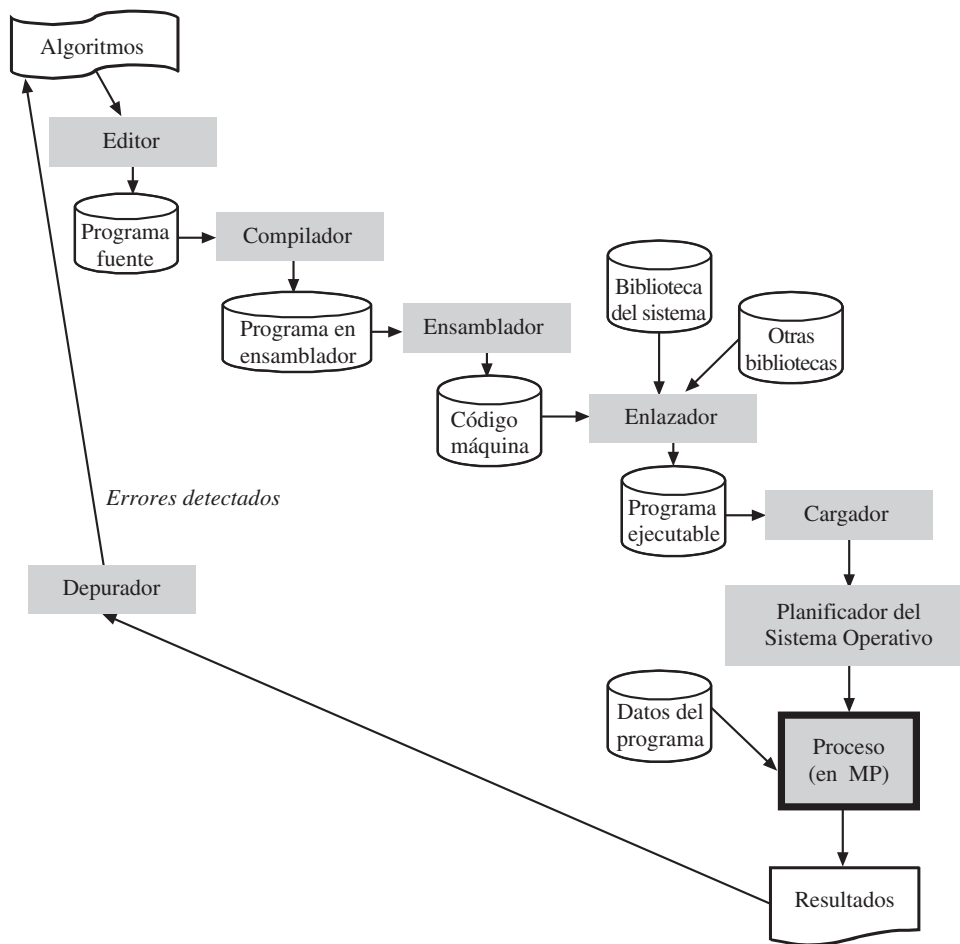 Algoritmos
Editor
Programa
fuente
Compilador
Programa en
ensamblador
Ensamblador
Código
máquina
Biblioteca
del sistema
Otras
bibliotecas
Enlazador
Programa
ejecutable
Cargador
Planificador del
Sistema Operativo
Datos del
programa
Proceso
(en MP)
Resultados
Depurador
Errores detectados